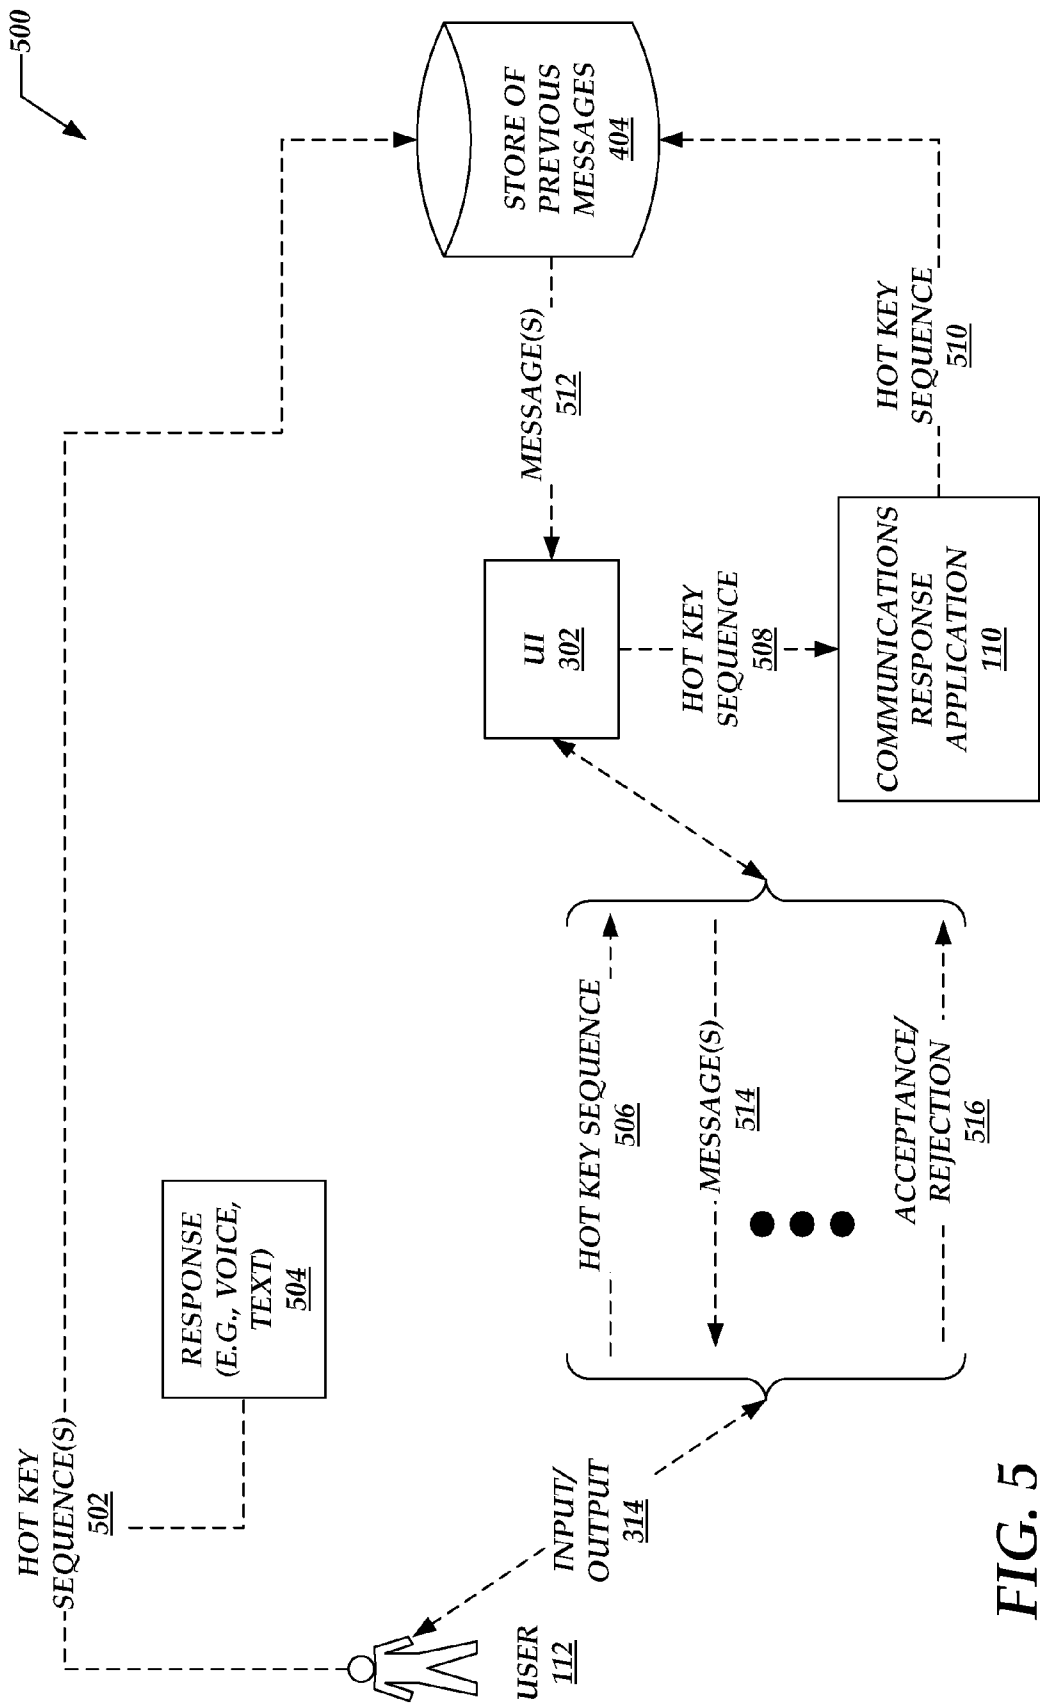 500
HOT KEY
SEQUENCE(S)
502
RESPONSE
(E.G., VOICE,
TEXT)
504
STORE OF
PREVIOUS
MESSAGES
404
MESSAGE(S)
512
UI
302
HOT KEY
SEQUENCE
508
HOT KEY
SEQUENCE
510
COMMUNICATIONS
RESPONSE
APPLICATION
110
USER
112
INPUT/
OUTPUT
314
HOT KEY SEQUENCE
506
MESSAGE(S)
514
ACCEPTANCE/
REJECTION
516
FIG. 5